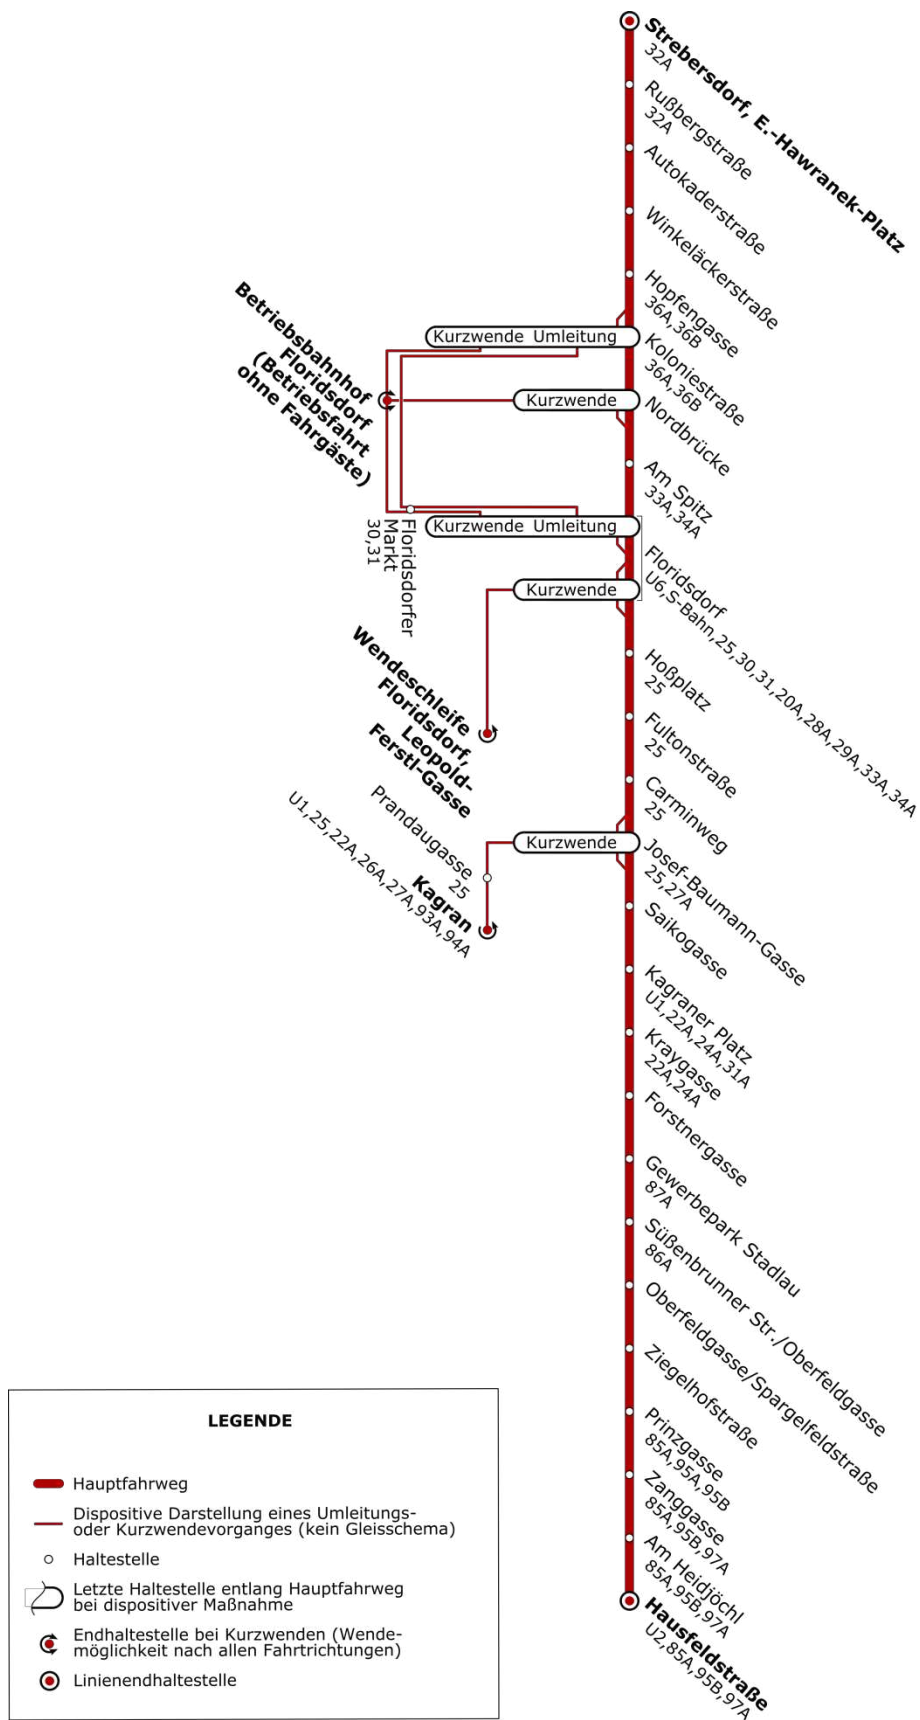 Strebersdorf, E.-Hawranek-Platz
32A
Rußbergstraße
32A
Autokaderstraße
Winkeläckerstraße
Hopfengasse
36A,36B
Kurzwende Umleitung
Koloniestraße
36A,36B
Betriebsbahnhof
Floridsdorf
(Betriebsfahrt
ohne Fahrgäste)
Kurzwende
Nordbrücke
Am Spitz
33A,34A
Floridsdorfer
Markt
30,31
Kurzwende Umleitung
Floridsdorf
U6,S-Bahn,25,30,31,20A,28A,29A,33A,34A
Kurzwende
Wendeschleife
Floridsdorf,
Leopold-
Ferstl-Gasse
Hoßplatz
25
Fultonstraße
25
Carminweg
25
Kurzwende
Josef-Baumann-Gasse
25,27A
Prandaugasse
25
Kagran
U1,25,22A,26A,27A,93A,94A
Saikogasse
Kagraner Platz
U1,22A,24A,31A
Kraygasse
22A,24A
Forstnergasse
Gewerbepark Stadlau
87A
Süßenbrunner Str./Oberfeldgasse
86A
Oberfeldgasse/Spargelfeldstraße
Ziegelhofstraße
Prinzgasse
85A,95A,95B
Zanggasse
85A,95B,97A
Am Heidjöchl
85A,95B,97A
Hausfeldstraße
U2,85A,95B,97A
LEGENDE
Hauptfahrweg
Dispositive Darstellung eines Umleitungs-
oder Kurzwendevorganges (kein Gleisschema)
Haltestelle
Letzte Haltestelle entlang Hauptfahrweg
bei dispositiver Maßnahme
Endhaltestelle bei Kurzwenden (Wende-
möglichkeit nach allen Fahrtrichtungen)
Linienendhaltestelle